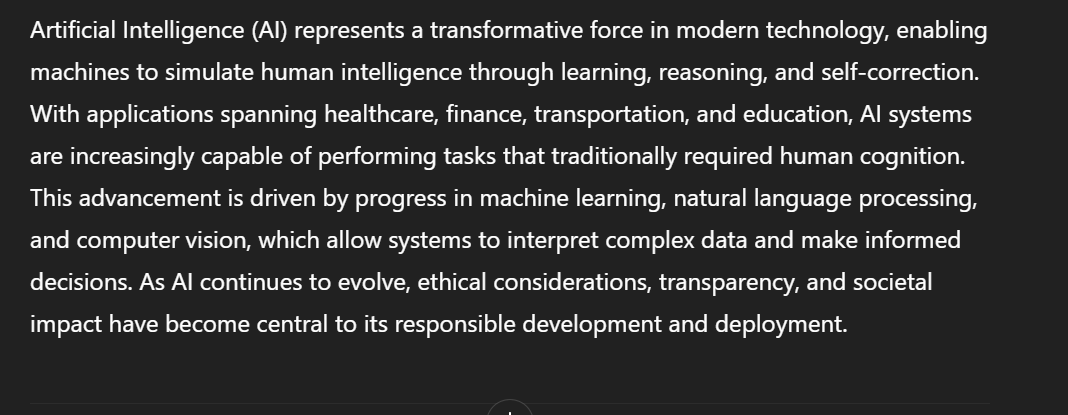 Artificial Intelligence (AI) represents a transformative force in modern technology, enabling
machines to simulate human intelligence through learning, reasoning, and self-correction.
With applications spanning healthcare, finance, transportation, and education, AI systems
are increasingly capable of performing tasks that traditionally required human cognition.
This advancement is driven by progress in machine learning, natural language processing,
and computer vision, which allow systems to interpret complex data and make informed
decisions. As AI continues to evolve, ethical considerations, transparency, and societal
impact have become central to its responsible development and deployment.